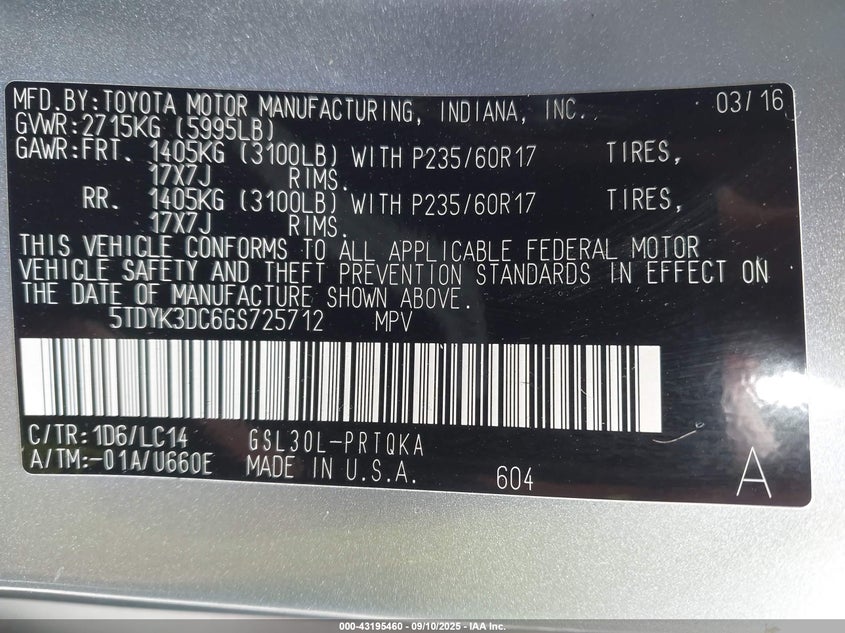 MFD.BY:TOYOTA MOTOR MANUFACTURING, INDIANA, INC. 03/16
GVWR:2715KG (5995LB)
GAWR:FRT. 1405KG (3100LB) WITH P235/60R17 TIRES,
17X7J RIMS.
RR. 1405KG (3100LB) WITH P235/60R17 TIRES,
17X7J RIMS.
THIS VEHICLE CONFORMS TO ALL APPLICABLE FEDERAL MOTOR
VEHICLE SAFETY AND THEFT PREVENTION STANDARDS IN EFFECT ON
THE DATE OF MANUFACTURE SHOWN ABOVE.
5TDYK3DC6GS725712 MPV
C/TR:1D6/LC14 GSL30L-PRTQKA
A/TM:-01A/U660E MADE IN U.S.A. 604 A
000-43195460 - 09/10/2025 - IAA Inc.